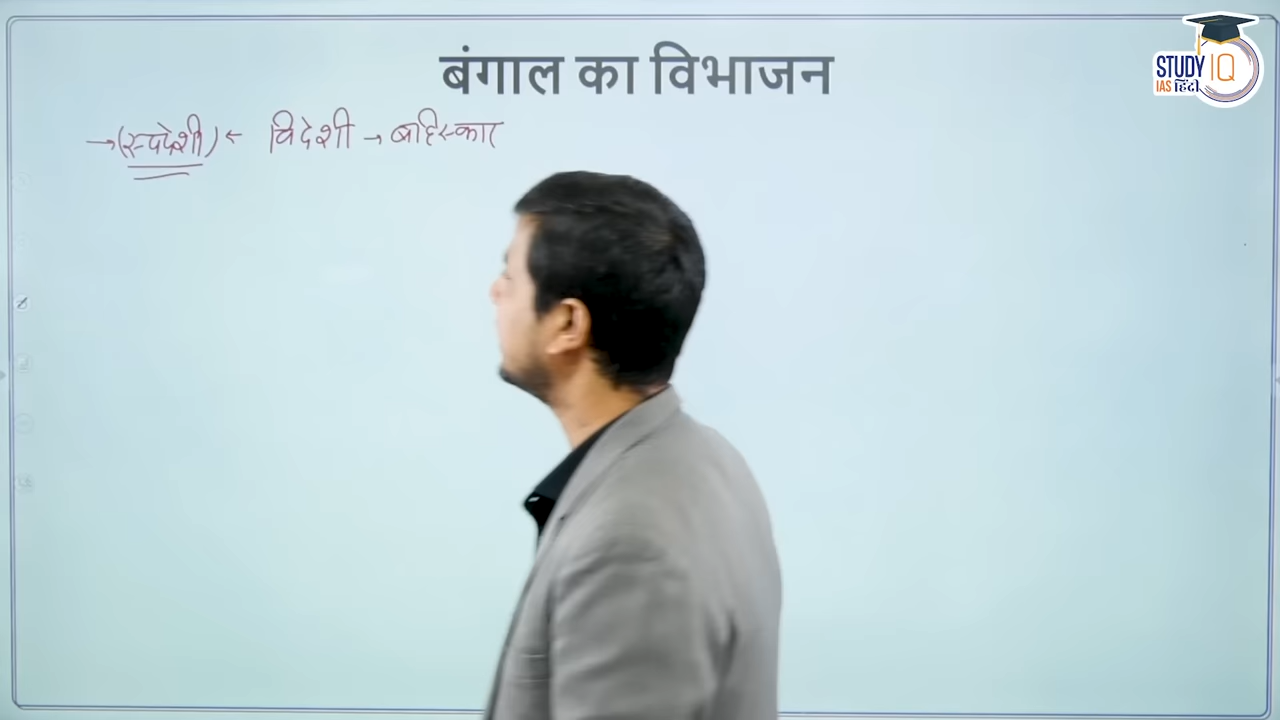 बंगाल का विभाजन
STUDY IQ
IAS हिंदी
→(स्वदेशी)← विदेशी → बहिस्कार